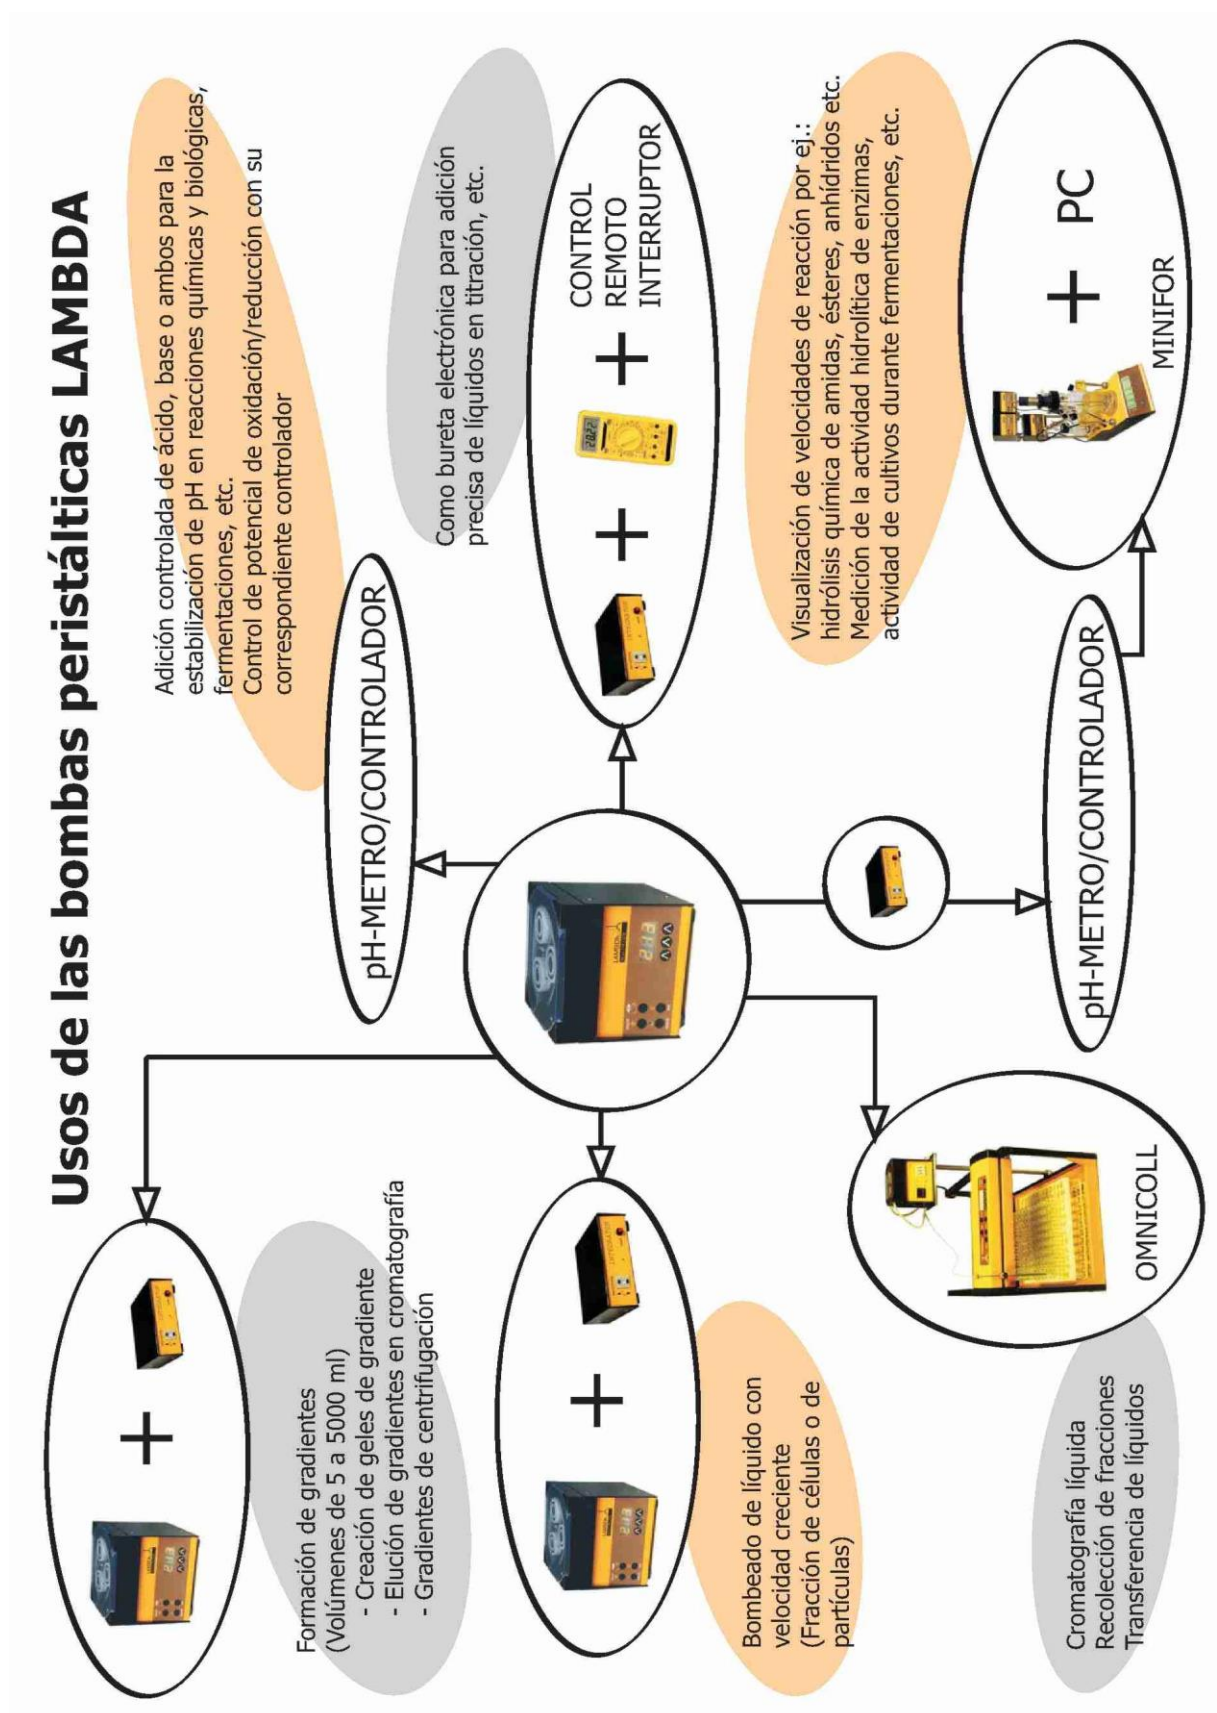 Usos de las bombas peristálticas LAMBDA
Adición controlada de ácido, base o ambos para la
estabilización de pH en reacciones químicas y biológicas,
fermentaciones, etc.
Control de potencial de oxidación/reducción con su
correspondiente controlador
pH-METRO/CONTROLADOR
Formación de gradientes
(Volúmenes de 5 a 5000 ml)
- Creación de geles de gradiente
- Elución de gradientes en cromatografía
- Gradientes de centrifugación
Como bureta electrónica para adición
precisa de líquidos en titración, etc.
CONTROL
REMOTO
INTERRUPTOR
Bombeado de líquido con
velocidad creciente
(Fracción de células o de
partículas)
Visualización de velocidades de reacción por ej.:
hidrólisis química de amidas, ésteres, anhídridos etc.
Medición de la actividad hidrolítica de enzimas,
actividad de cultivos durante fermentaciones, etc.
Cromatografía líquida
Recolección de fracciones
Transferencia de líquidos
OMNICOLL
pH-METRO/CONTROLADOR
PC
MINIFOR